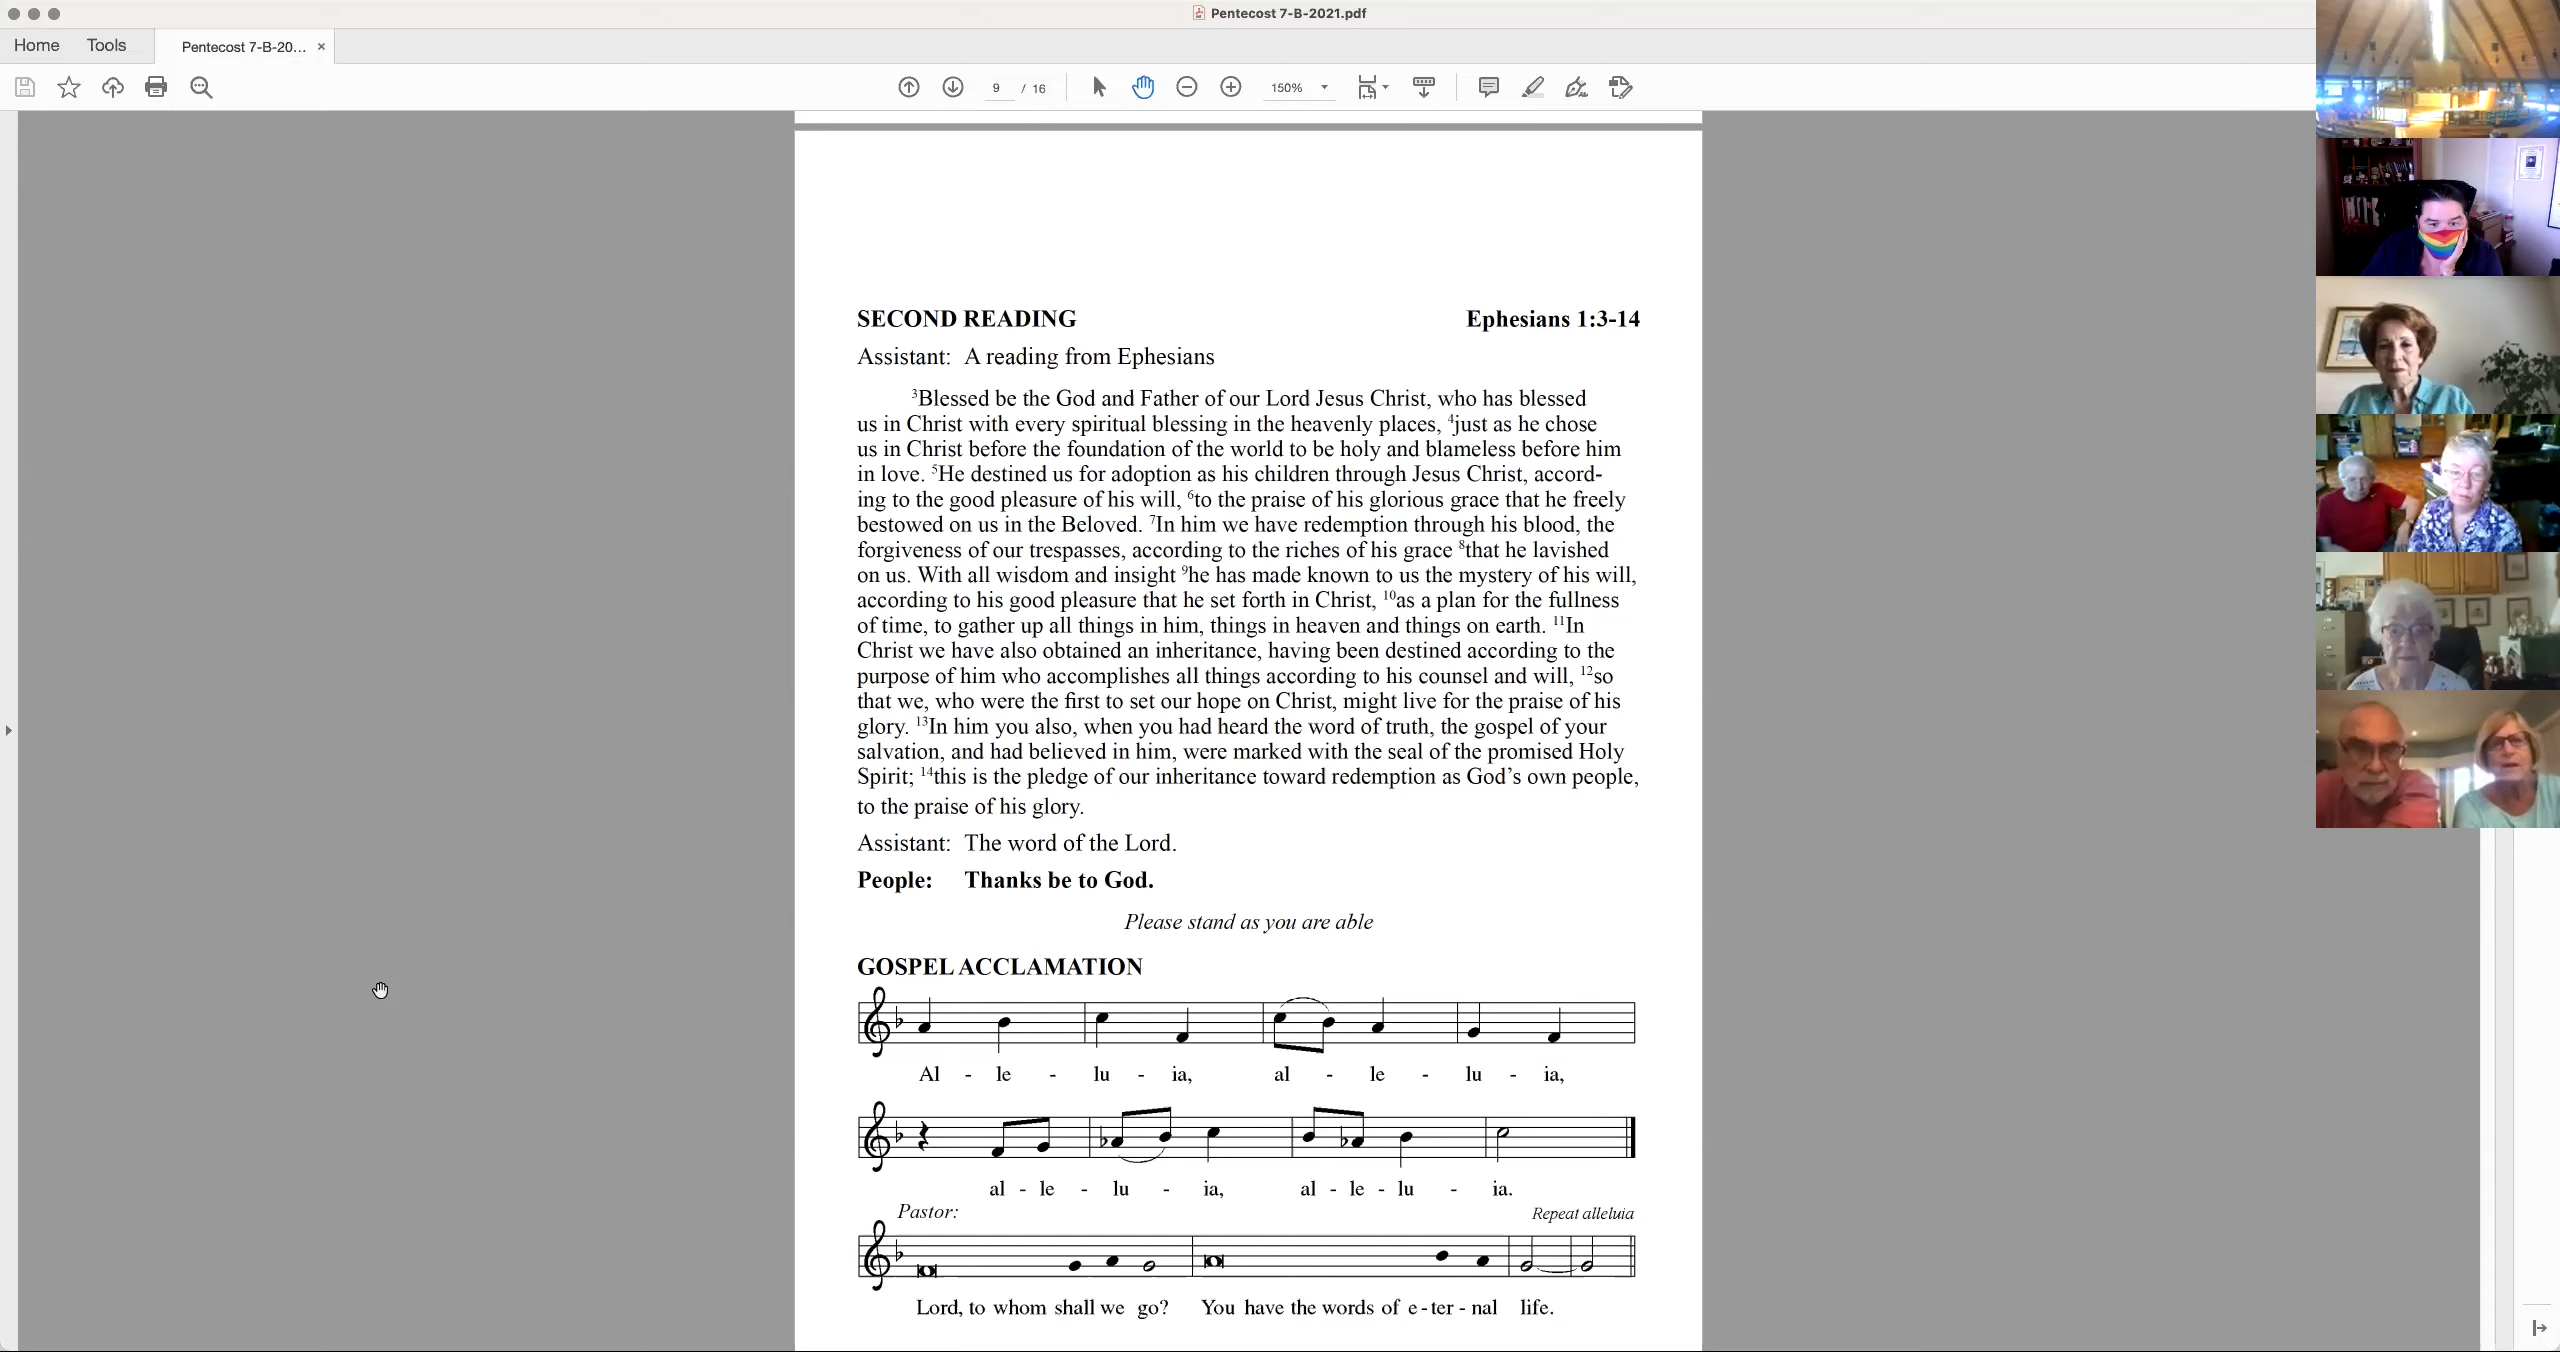 Pentecost 7-B-2021.pdf
Home Tools Pentecost 7-B-20... ×
9 / 16 150%
SECOND READING Ephesians 1:3-14
Assistant: A reading from Ephesians
3Blessed be the God and Father of our Lord Jesus Christ, who has blessed
us in Christ with every spiritual blessing in the heavenly places, 4just as he chose
us in Christ before the foundation of the world to be holy and blameless before him
in love. 5He destined us for adoption as his children through Jesus Christ, accord-
ing to the good pleasure of his will, 6to the praise of his glorious grace that he freely
bestowed on us in the Beloved. 7In him we have redemption through his blood, the
forgiveness of our trespasses, according to the riches of his grace 8that he lavished
on us. With all wisdom and insight 9he has made known to us the mystery of his will,
according to his good pleasure that he set forth in Christ, 10as a plan for the fullness
of time, to gather up all things in him, things in heaven and things on earth. 11In
Christ we have also obtained an inheritance, having been destined according to the
purpose of him who accomplishes all things according to his counsel and will, 12so
that we, who were the first to set our hope on Christ, might live for the praise of his
glory. 13In him you also, when you had heard the word of truth, the gospel of your
salvation, and had believed in him, were marked with the seal of the promised Holy
Spirit; 14this is the pledge of our inheritance toward redemption as God's own people,
to the praise of his glory.
Assistant: The word of the Lord.
People: Thanks be to God.
Please stand as you are able
GOSPEL ACCLAMATION
Al - le - lu - ia, al - le - lu - ia,
al - le - lu - ia, al - le - lu - ia.
Pastor: Repeat alleluia
Lord, to whom shall we go? You have the words of e - ter - nal life.